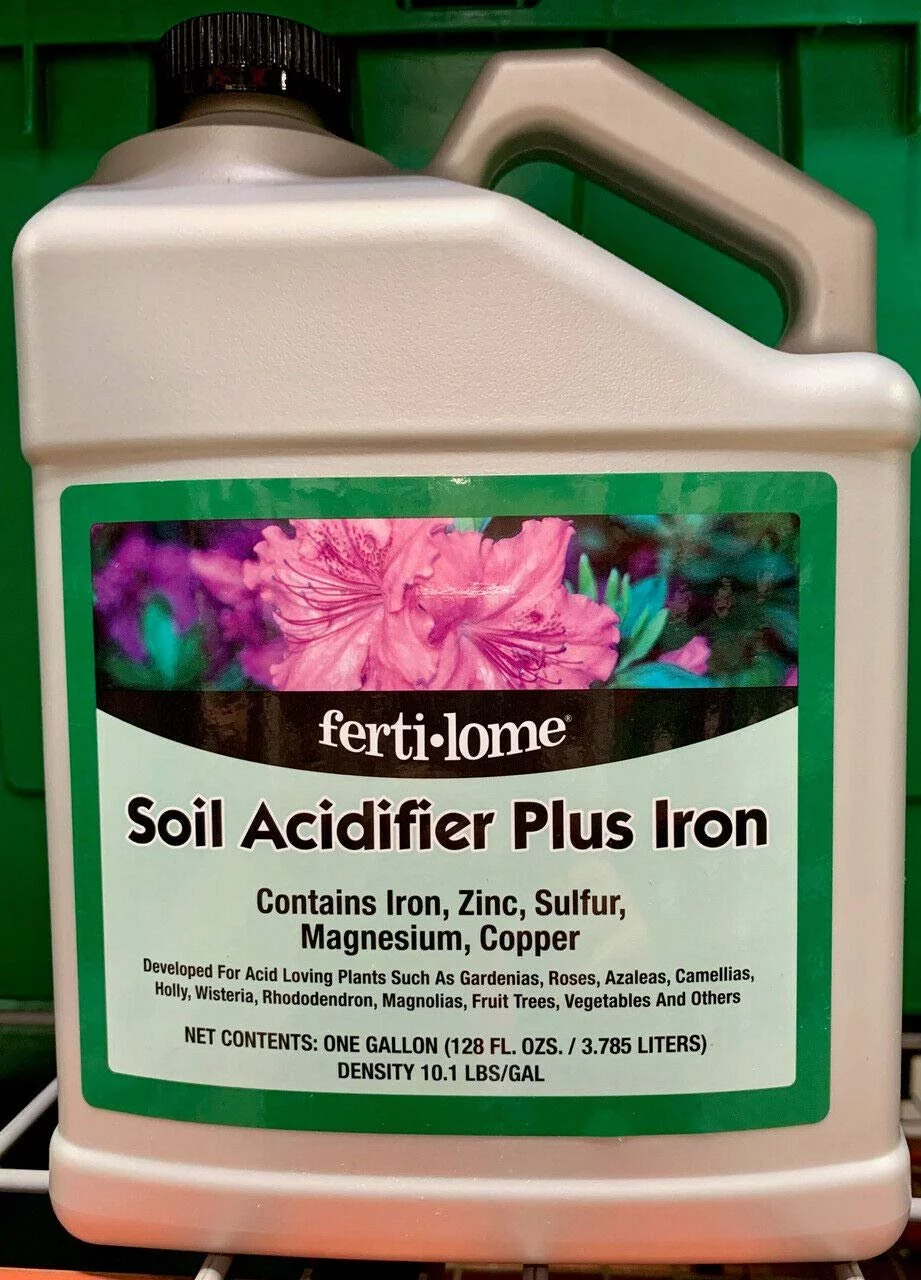 ferti•lome®
Soil Acidifier Plus Iron
Contains Iron, Zinc, Sulfur,
Magnesium, Copper
Developed For Acid Loving Plants Such As Gardenias, Roses, Azaleas, Camellias,
Holly, Wisteria, Rhododendron, Magnolias, Fruit Trees, Vegetables And Others
NET CONTENTS: ONE GALLON (128 FL. OZS. / 3.785 LITERS)
DENSITY 10.1 LBS/GAL